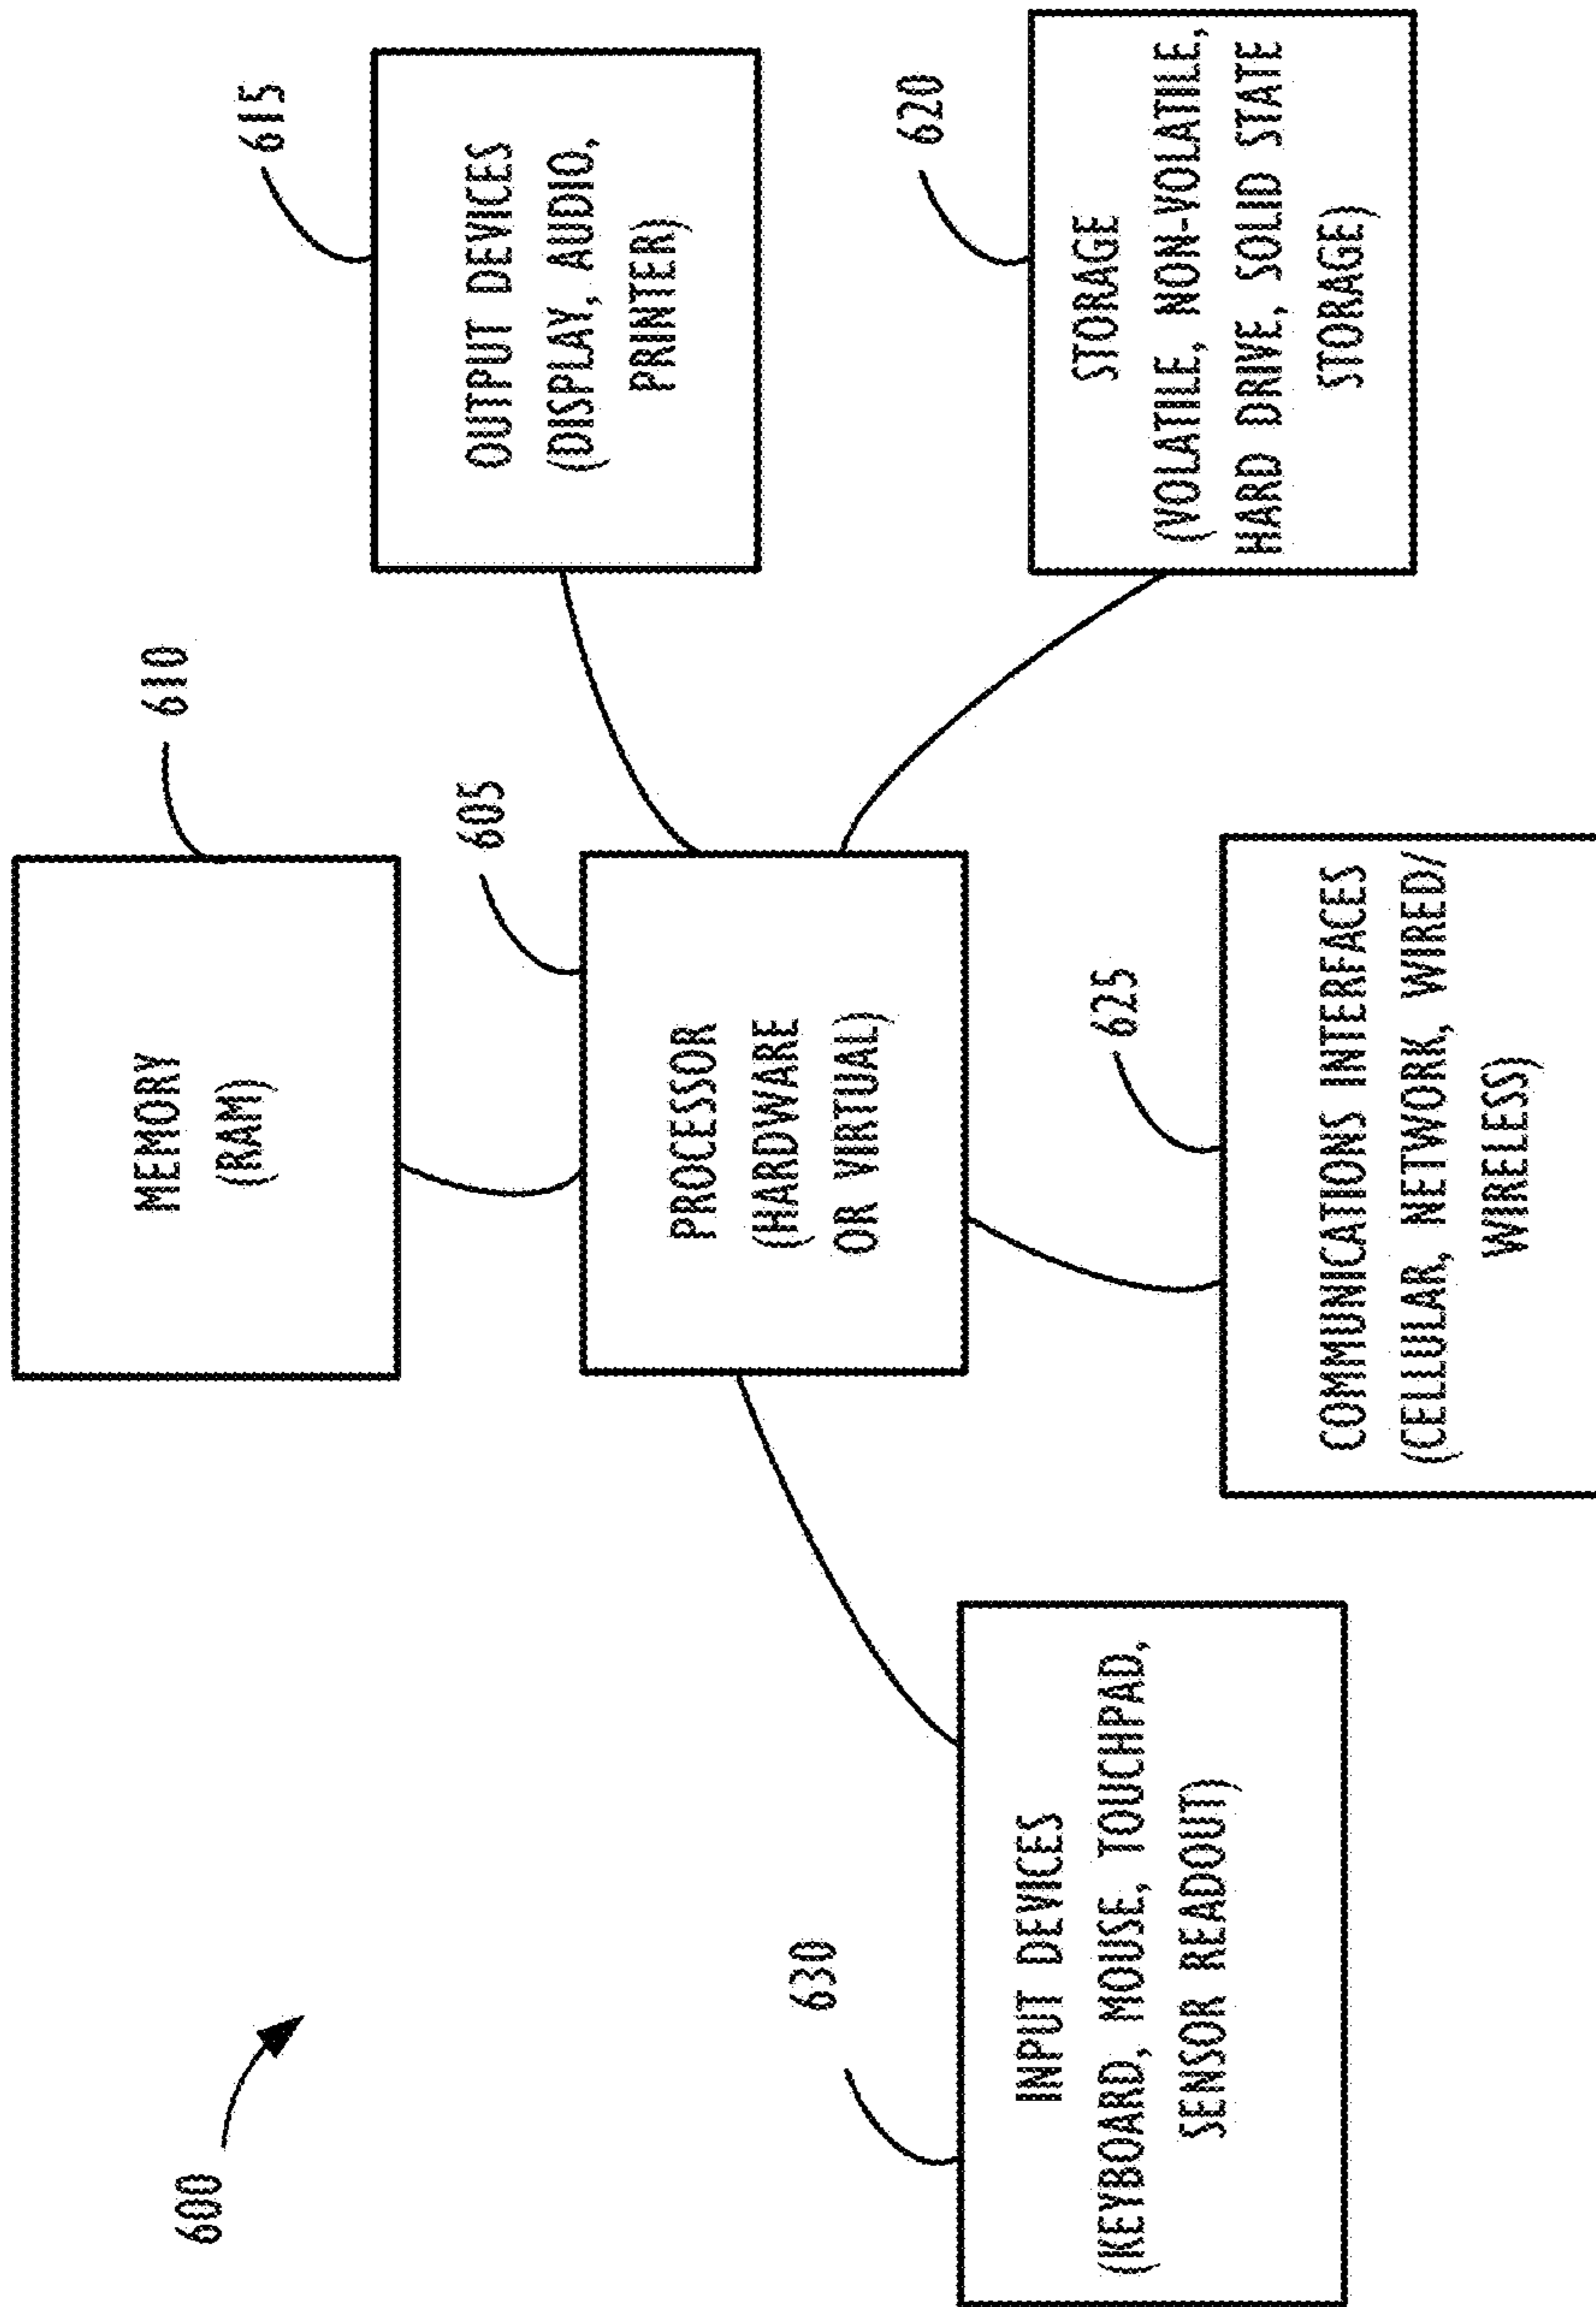 600
610
MEMORY
(RAM)
615
OUTPUT DEVICES
(DISPLAY, AUDIO,
PRINTER)
605
PROCESSOR
(HARDWARE
OR VIRTUAL)
630
INPUT DEVICES
(KEYBOARD, MOUSE, TOUCHPAD,
SENSOR READOUT)
620
STORAGE
(VOLATILE, NON-VOLATILE,
HARD DRIVE, SOLID STATE
STORAGE)
625
COMMUNICATIONS INTERFACES
(CELLULAR, NETWORK, WIRED/
WIRELESS)